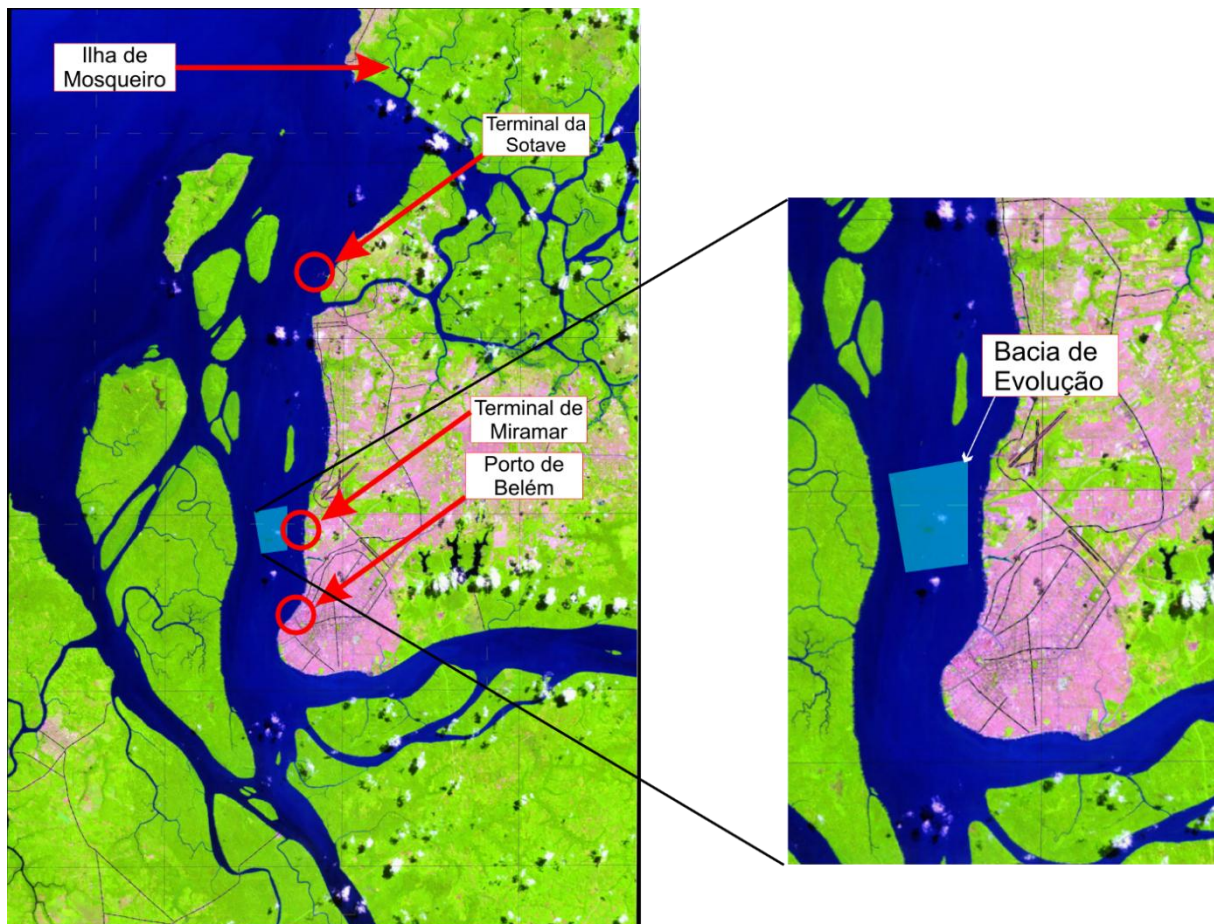 Ilha de
Mosqueiro
Terminal da
Sotave
Terminal de
Miramar
Porto de
Belém
Bacia de
Evolução